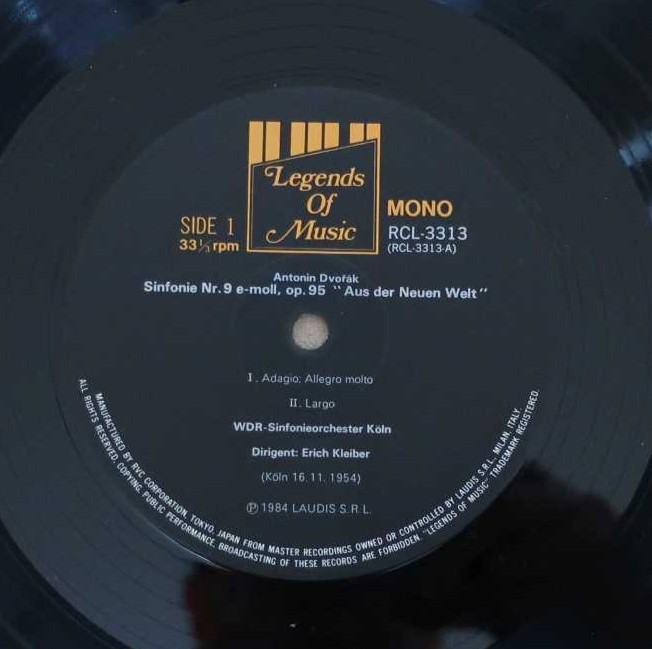 Legends
Of
Music
SIDE 1
33 1/3 rpm
MONO
RCL-3313
(RCL-3313-A)
Antonin Dvořák
Sinfonie Nr. 9 e-moll, op. 95 "Aus der Neuen Welt"
I. Adagio: Allegro molto
II. Largo
WDR-Sinfonieorchester Köln
Dirigent: Erich Kleiber
(Köln 16. 11. 1954)
Ⓟ 1984 LAUDIS S. R. L.
MANUFACTURED BY RVC CORPORATION, TOKYO, JAPAN FROM MASTER RECORDINGS OWNED OR CONTROLLED BY LAUDIS S.R.L. MILAN, ITALY.
ALL RIGHTS RESERVED. COPYING, PUBLIC PERFORMANCE, BROADCASTING OF THESE RECORDS ARE FORBIDDEN. "LEGENDS OF MUSIC" TRADEMARK REGISTERED.